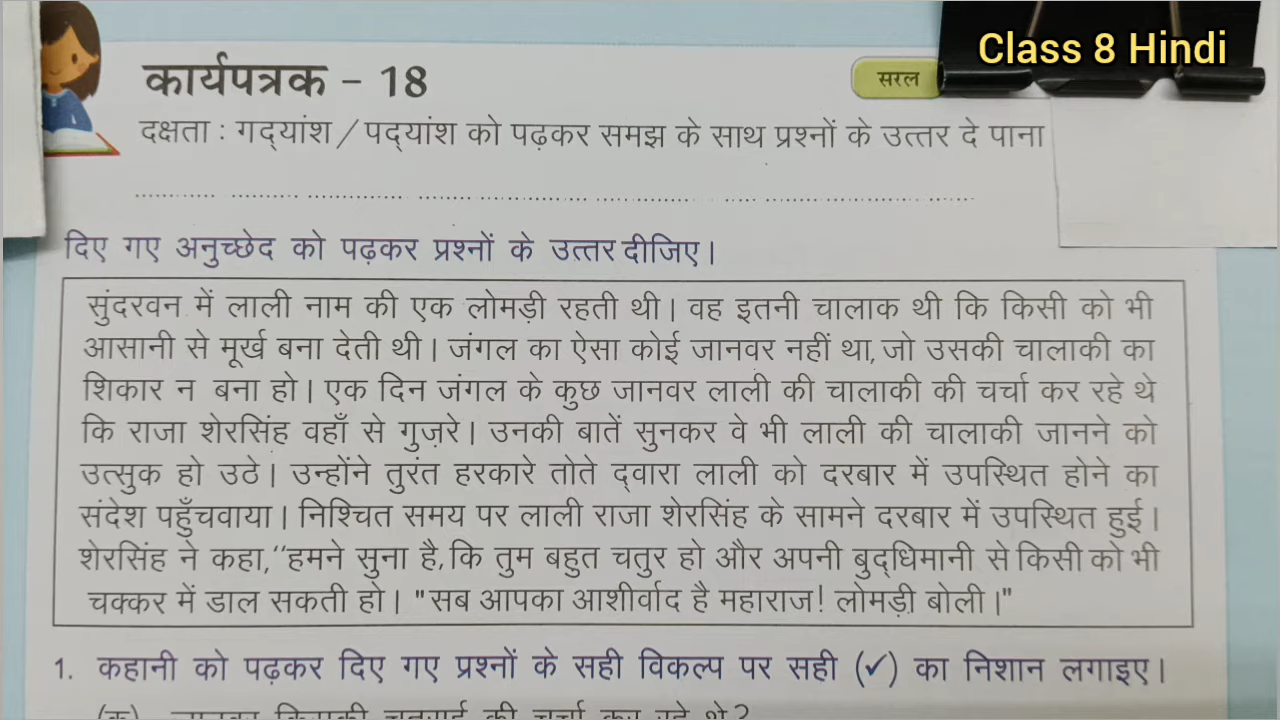 Class 8 Hindi
कार्यपत्रक - 18
सरल
दक्षता : गद्यांश / पद्यांश को पढ़कर समझ के साथ प्रश्नों के उत्तर दे पाना
दिए गए अनुच्छेद को पढ़कर प्रश्नों के उत्तर दीजिए।
सुंदरवन में लाली नाम की एक लोमड़ी रहती थी। वह इतनी चालाक थी कि किसी को भी
आसानी से मूर्ख बना देती थी। जंगल का ऐसा कोई जानवर नहीं था, जो उसकी चालाकी का
शिकार न बना हो। एक दिन जंगल के कुछ जानवर लाली की चालाकी की चर्चा कर रहे थे
कि राजा शेरसिंह वहाँ से गुज़रे। उनकी बातें सुनकर वे भी लाली की चालाकी जानने को
उत्सुक हो उठे। उन्होंने तुरंत हरकारे तोते द्वारा लाली को दरबार में उपस्थित होने का
संदेश पहुँचवाया। निश्चित समय पर लाली राजा शेरसिंह के सामने दरबार में उपस्थित हुई।
शेरसिंह ने कहा,‘‘हमने सुना है, कि तुम बहुत चतुर हो और अपनी बुद्धिमानी से किसी को भी
चक्कर में डाल सकती हो। "सब आपका आशीर्वाद है महाराज! लोमड़ी बोली।"
1. कहानी को पढ़कर दिए गए प्रश्नों के सही विकल्प पर सही (✓) का निशान लगाइए।
(क) की चर्चा कर रहे थे?